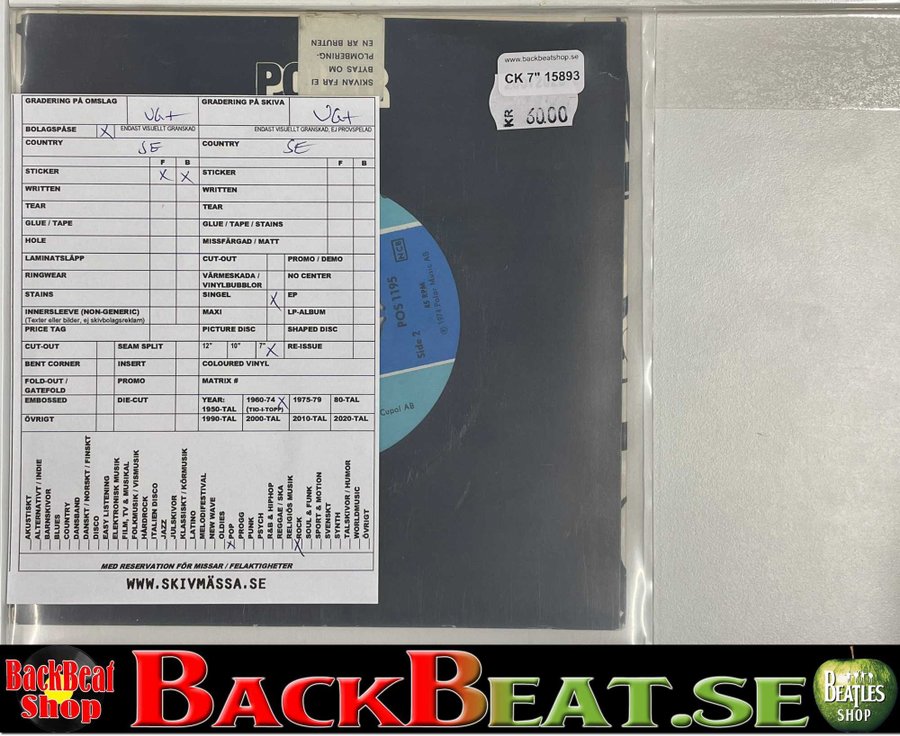 SKIVAN FÅR EJ
BYTAS OM
PLOMBERING-
EN ÄR BRUTEN
www.backbeatshop.se
CK 7" 15893
KR 60.00
GRADERING PÅ OMSLAG
VG+
GRADERING PÅ SKIVA
VG+
BOLAGSPÅSE X ENDAST VISUELLT GRANSKAD
ENDAST VISUELLT GRANSKAD, EJ PROVSPELAD
COUNTRY SE
COUNTRY SE
F B
F B
STICKER X X
STICKER
WRITTEN
WRITTEN
TEAR
TEAR
GLUE / TAPE
GLUE / TAPE / STAINS
HOLE
MISSFÄRGAD / MATT
LAMINATSLÄPP
CUT-OUT
PROMO / DEMO
RINGWEAR
VÄRMESKADA /
VINYLBUBBLOR
NO CENTER
STAINS
SINGEL X
EP
INNERSLEEVE (NON-GENERIC)
(Texter eller bilder, ej skivbolagsreklam)
MAXI
LP-ALBUM
PRICE TAG
PICTURE DISC
SHAPED DISC
CUT-OUT
SEAM SPLIT
12" 10" 7" X
RE-ISSUE
BENT CORNER
INSERT
COLOURED VINYL
FOLD-OUT /
GATEFOLD
PROMO
MATRIX #
EMBOSSED
DIE-CUT
YEAR:
1950-TAL
1960-74 X
(TIO-I-TOPP)
1975-79
80-TAL
ÖVRIGT
1990-TAL
2000-TAL
2010-TAL
2020-TAL
AKUSTISKT
ALTERNATIVT / INDIE
BARNSKIVOR
BLUES
COUNTRY
DANSBAND
DANSKT / NORSKT / FINSKT
DISCO
EASY LISTENING
ELEKTRONISK MUSIK
FILM, TV & MUSIKAL
FOLKMUSIK / VISMUSIK
HÅRDROCK
ITALIEN DISCO
JAZZ
JULSKIVOR
KLASSISKT / KÖRMUSIK
LATINO
MELODIFESTIVAL
NEW WAVE
OLDIES
POP X
PROGG
PUNK
PSYCH
R&B & HIPHOP
REGGAE / SKA
RELIGIÖS MUSIK
ROCK X
SOUL & FUNK
SPORT & MOTION
SVENSKT
SYNTH
TALSKIVOR / HUMOR
WORLDMUSIC
ÖVRIGT
MED RESERVATION FÖR MISSAR / FELAKTIGHETER
WWW.SKIVMÄSSA.SE
NCB
POS 1195
45 RPM
Side 2
℗ 1974 Polar Music AB
Cupol AB
BackBeat
Shop
BACKBEAT.SE
BEATLES
SHOP